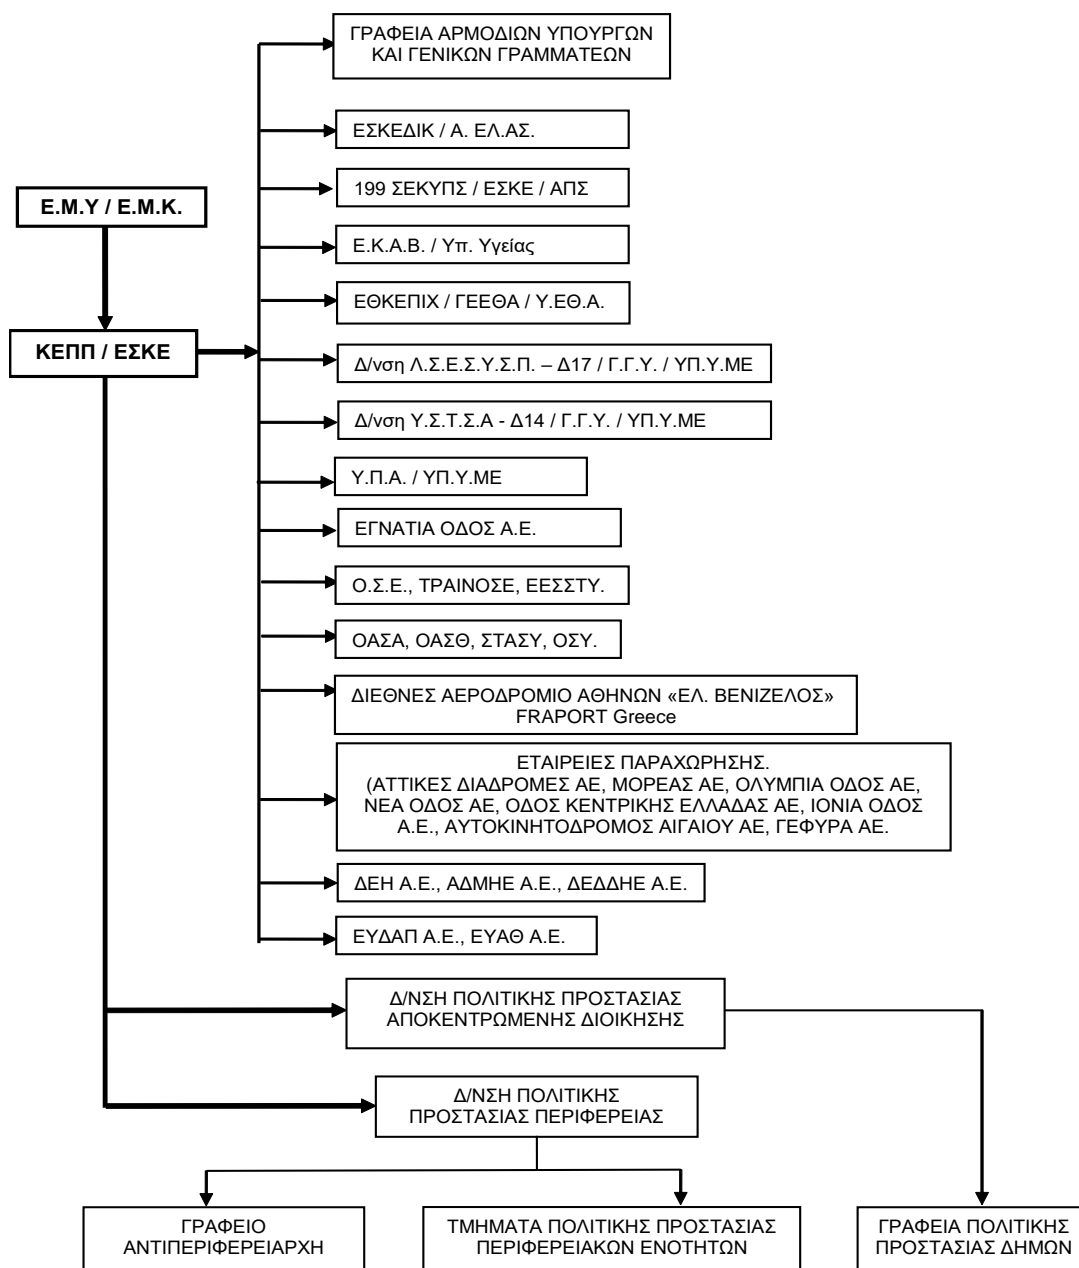 ΓΡΑΦΕΙΑ ΑΡΜΟΔΙΩΝ ΥΠΟΥΡΓΩΝ
ΚΑΙ ΓΕΝΙΚΩΝ ΓΡΑΜΜΑΤΕΩΝ
ΕΣΚΕΔΙΚ / Α. ΕΛ.ΑΣ.
199 ΣΕΚΥΠΣ / ΕΣΚΕ / ΑΠΣ
Ε.Μ.Υ / Ε.Μ.Κ.
Ε.Κ.Α.Β. / Υπ. Υγείας
ΕΘΚΕΠΙΧ / ΓΕΕΘΑ / Υ.ΕΘ.Α.
ΚΕΠΠ / ΕΣΚΕ
Δ/νση Λ.Σ.Ε.Σ.Υ.Σ.Π. – Δ17 / Γ.Γ.Υ. / ΥΠ.Υ.ΜΕ
Δ/νση Υ.Σ.Τ.Σ.Α - Δ14 / Γ.Γ.Υ. / ΥΠ.Υ.ΜΕ
Υ.Π.Α. / ΥΠ.Υ.ΜΕ
ΕΓΝΑΤΙΑ ΟΔΟΣ Α.Ε.
Ο.Σ.Ε., ΤΡΑΙΝΟΣΕ, ΕΕΣΣΤΥ.
ΟΑΣΑ, ΟΑΣΘ, ΣΤΑΣΥ, ΟΣΥ.
ΔΙΕΘΝΕΣ ΑΕΡΟΔΡΟΜΙΟ ΑΘΗΝΩΝ «ΕΛ. ΒΕΝΙΖΕΛΟΣ»
FRAPORT Greece
ΕΤΑΙΡΕΙΕΣ ΠΑΡΑΧΩΡΗΣΗΣ.
(ΑΤΤΙΚΕΣ ΔΙΑΔΡΟΜΕΣ ΑΕ, ΜΟΡΕΑΣ ΑΕ, ΟΛΥΜΠΙΑ ΟΔΟΣ ΑΕ,
ΝΕΑ ΟΔΟΣ ΑΕ, ΟΔΟΣ ΚΕΝΤΡΙΚΗΣ ΕΛΛΑΔΑΣ ΑΕ, ΙΟΝΙΑ ΟΔΟΣ
Α.Ε., ΑΥΤΟΚΙΝΗΤΟΔΡΟΜΟΣ ΑΙΓΑΙΟΥ ΑΕ, ΓΕΦΥΡΑ ΑΕ.
ΔΕΗ Α.Ε., ΑΔΜΗΕ Α.Ε., ΔΕΔΔΗΕ Α.Ε.
ΕΥΔΑΠ Α.Ε., ΕΥΑΘ Α.Ε.
Δ/ΝΣΗ ΠΟΛΙΤΙΚΗΣ ΠΡΟΣΤΑΣΙΑΣ
ΑΠΟΚΕΝΤΡΩΜΕΝΗΣ ΔΙΟΙΚΗΣΗΣ
Δ/ΝΣΗ ΠΟΛΙΤΙΚΗΣ
ΠΡΟΣΤΑΣΙΑΣ ΠΕΡΙΦΕΡΕΙΑΣ
ΓΡΑΦΕΙΟ
ΑΝΤΙΠΕΡΙΦΕΡΕΙΑΡΧΗ
ΤΜΗΜΑΤΑ ΠΟΛΙΤΙΚΗΣ ΠΡΟΣΤΑΣΙΑΣ
ΠΕΡΙΦΕΡΕΙΑΚΩΝ ΕΝΟΤΗΤΩΝ
ΓΡΑΦΕΙΑ ΠΟΛΙΤΙΚΗΣ
ΠΡΟΣΤΑΣΙΑΣ ΔΗΜΩΝ